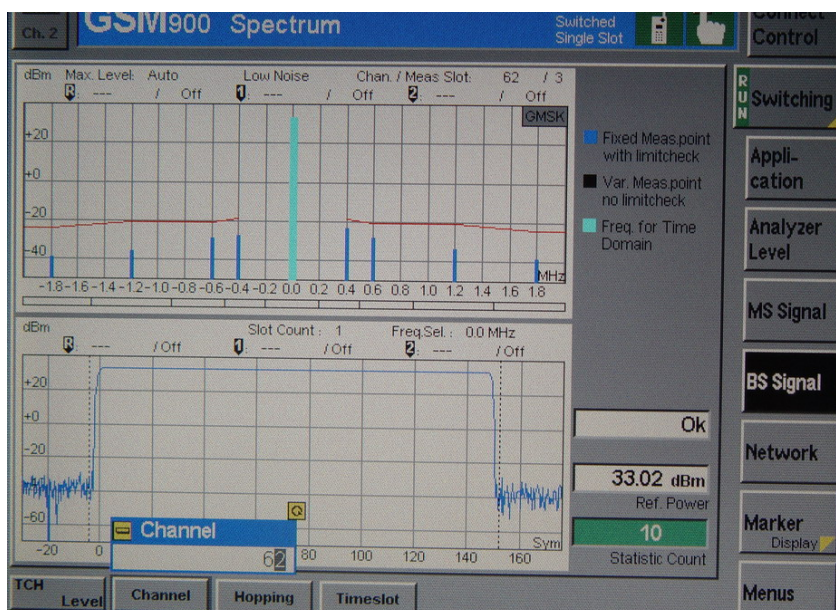 Ch. 2
GSM900 Spectrum
Switched
Single Slot
Connect
Control
dBm Max. Level: Auto Low Noise Chan. / Meas Slot: 62 / 3
R: --- / Off 1: --- / Off 2: --- / Off
GMSK
+20
+0
-20
-40
MHz
-1.8 -1.6 -1.4 -1.2 -1.0 -0.8 -0.6 -0.4 -0.2 0.0 0.2 0.4 0.6 0.8 1.0 1.2 1.4 1.6 1.8
Fixed Meas.point
with limitcheck
Var. Meas.point
no limitcheck
Freq. for Time
Domain
dBm Slot Count : 1 Freq.Sel. : 0.0 MHz
R: --- / Off 1: --- / Off 2: --- / Off
+20
+0
-20
-60
Sym
-20 0 80 100 120 140 160
Channel
62
Ok
33.02 dBm
Ref. Power
10
Statistic Count
RUN
Switching
Appli-
cation
Analyzer
Level
MS Signal
BS Signal
Network
Marker
Display
Menus
TCH
Level
Channel
Hopping
Timeslot